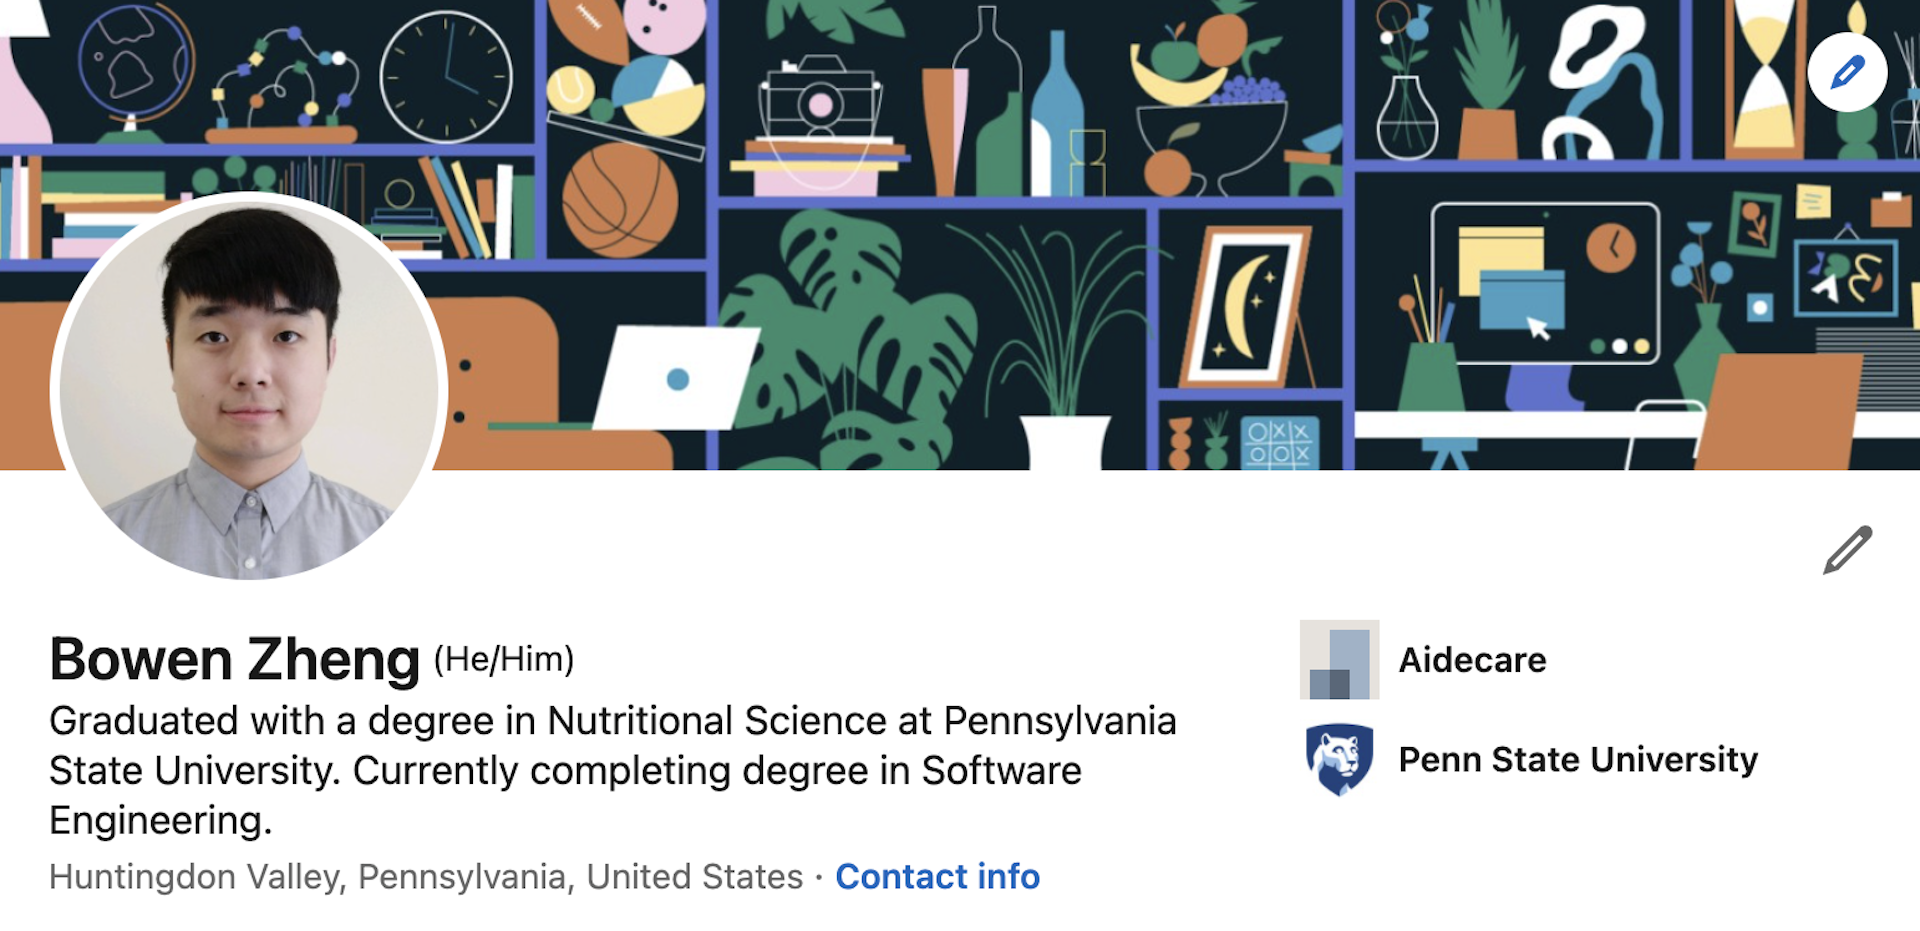 Bowen Zheng (He/Him)
Graduated with a degree in Nutritional Science at Pennsylvania
State University. Currently completing degree in Software
Engineering.
Huntingdon Valley, Pennsylvania, United States · Contact info
Aidecare
Penn State University